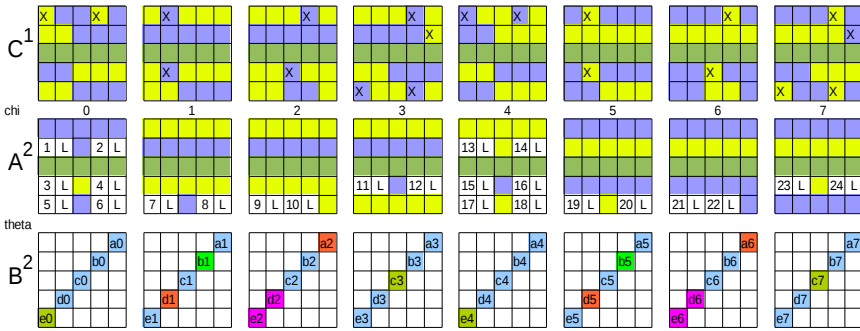 C1
X X X X X X X X X X X
X X
X X X X
X X X X
chi 0 1 2 3 4 5 6 7
A2
1 L 2 L 13 L 14 L
3 L 4 L 11 L 12 L 15 L 16 L 23 L 24 L
5 L 6 L 7 L 8 L 9 L 10 L 17 L 18 L 19 L 20 L 21 L 22 L
theta
B2
a0 a1 a2 a3 a4 a5 a6 a7
b0 b1 b2 b3 b4 b5 b6 b7
c0 c1 c2 c3 c4 c5 c6 c7
d0 d1 d2 d3 d4 d5 d6 d7
e0 e1 e2 e3 e4 e5 e6 e7